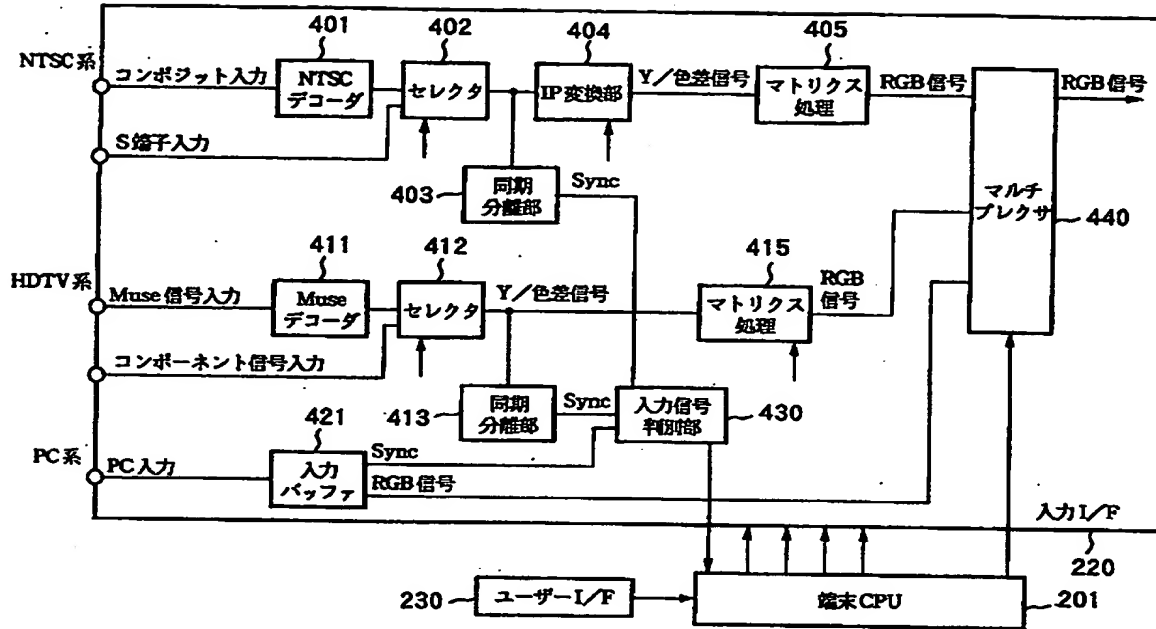 401
402
404
405
NTSC系
コンポジット入力
NTSC
デコーダ
セレクタ
IP変換部
Y/色差信号
マトリクス
処理
RGB信号
RGB信号
S端子入力
403
同期
分離部
Sync
マルチ
プレクサ
440
411
412
415
HDTV系
Muse信号入力
Muse
デコーダ
セレクタ
Y/色差信号
マトリクス
処理
RGB
信号
コンポーネント信号入力
413
同期
分離部
Sync
入力信号
判別部
430
421
PC系
PC入力
入力
バッファ
Sync
RGB信号
入力I/F
220
230
ユーザーI/F
端末CPU
201